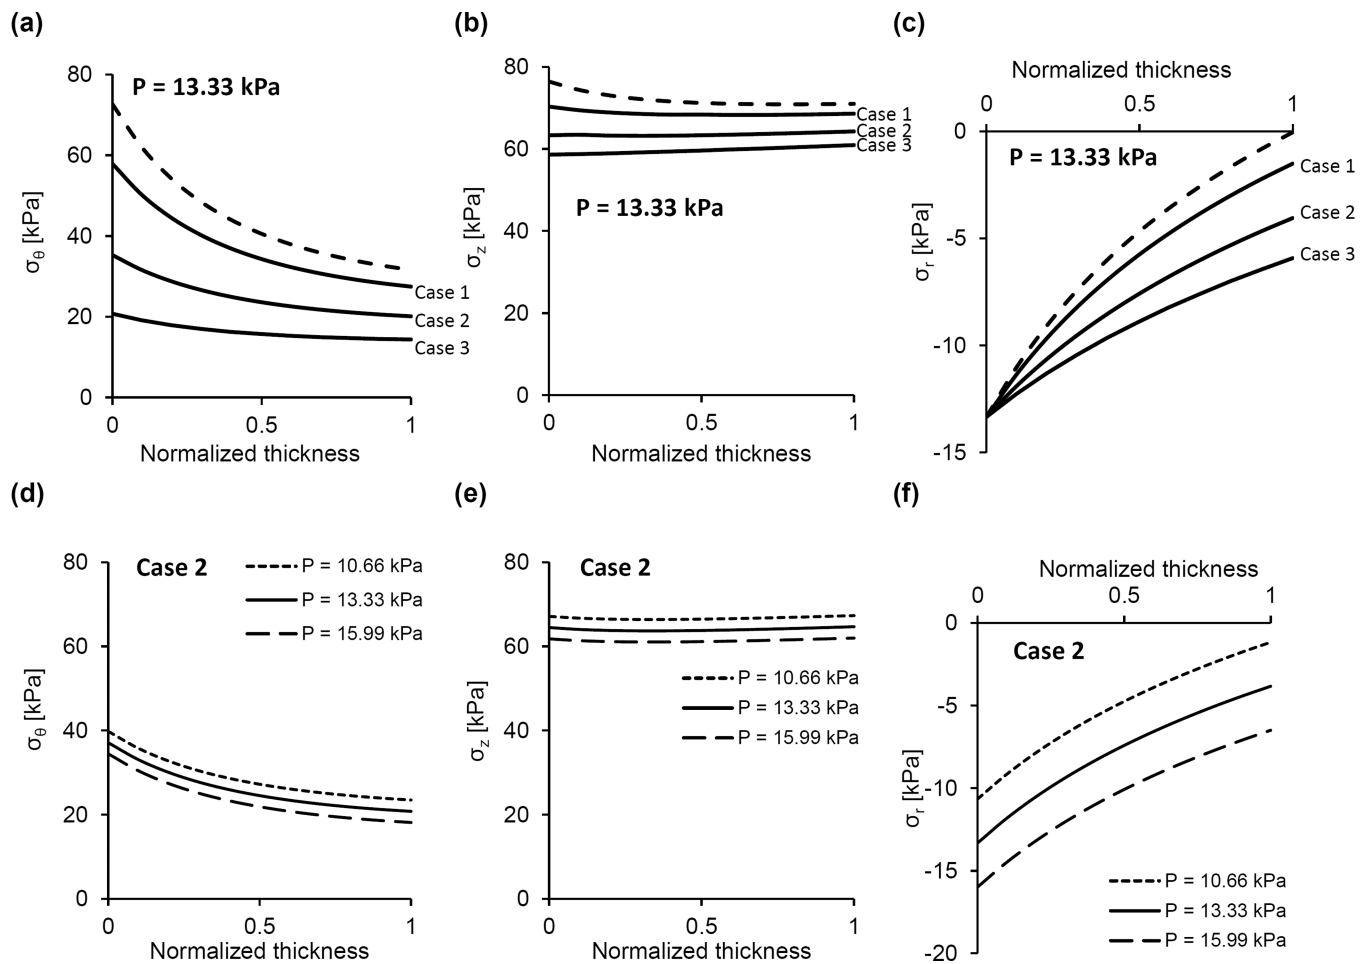 (a)
80
P = 13.33 kPa
60
40
20
0
σθ [kPa]
Case 1
Case 2
Case 3
0
0.5
1
Normalized thickness
(b)
80
60
40
20
0
σz [kPa]
Case 1
Case 2
Case 3
P = 13.33 kPa
0
0.5
1
Normalized thickness
(c)
Normalized thickness
0
0.5
1
0
-5
-10
-15
σr [kPa]
P = 13.33 kPa
Case 1
Case 2
Case 3
(d)
80
60
40
20
0
σθ [kPa]
Case 2
P = 10.66 kPa
P = 13.33 kPa
P = 15.99 kPa
0
0.5
1
Normalized thickness
(e)
80
60
40
20
0
σz [kPa]
Case 2
P = 10.66 kPa
P = 13.33 kPa
P = 15.99 kPa
0
0.5
1
Normalized thickness
(f)
Normalized thickness
0
0.5
1
0
-5
-10
-15
-20
σr [kPa]
Case 2
P = 10.66 kPa
P = 13.33 kPa
P = 15.99 kPa